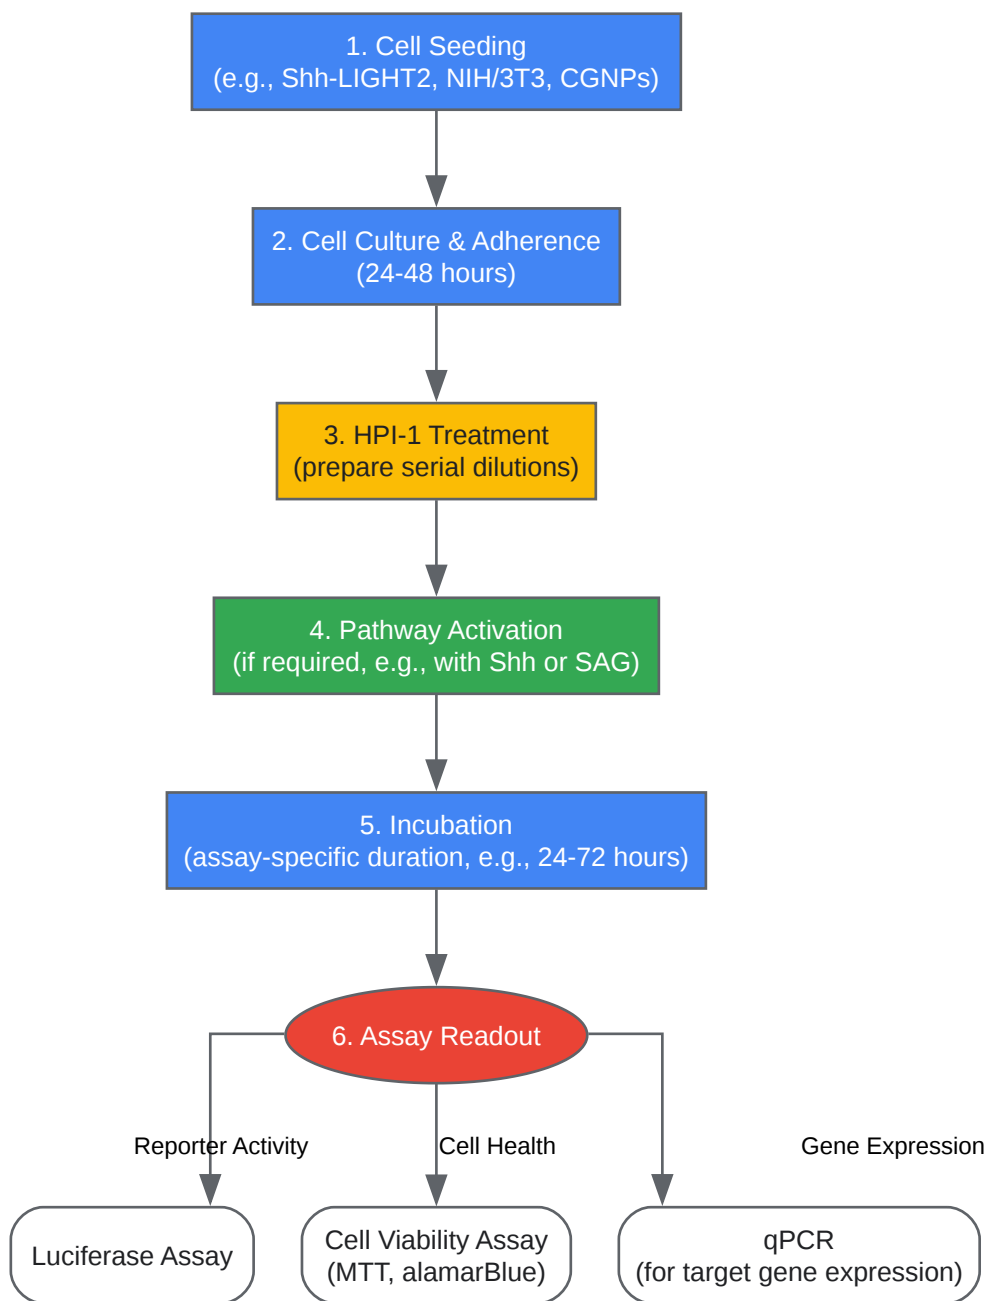 1. Cell Seeding
(e.g., Shh-LIGHT2, NIH/3T3, CGNPs)
2. Cell Culture & Adherence
(24-48 hours)
3. HPI-1 Treatment
(prepare serial dilutions)
4. Pathway Activation
(if required, e.g., with Shh or SAG)
5. Incubation
(assay-specific duration, e.g., 24-72 hours)
6. Assay Readout
Reporter Activity
Cell Health
Gene Expression
Luciferase Assay
Cell Viability Assay
(MTT, alamarBlue)
qPCR
(for target gene expression)